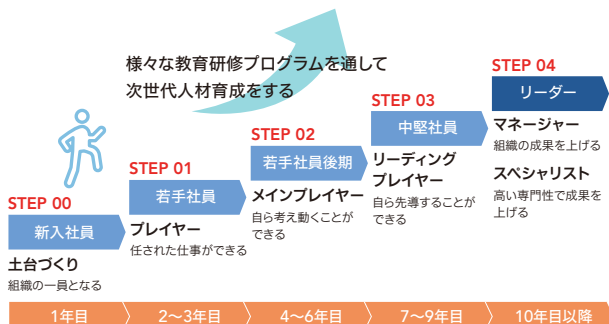 様々な教育研修プログラムを通して
次世代人材育成をする
STEP 00
新入社員
土台づくり
組織の一員となる
STEP 01
若手社員
プレイヤー
任された仕事ができる
STEP 02
若手社員後期
メインプレイヤー
自ら考え動くことが
できる
STEP 03
中堅社員
リーディング
プレイヤー
自ら先導することが
できる
STEP 04
リーダー
マネージャー
組織の成果を上げる
スペシャリスト
高い専門性で成果を
上げる
1年目
2〜3年目
4〜6年目
7〜9年目
10年目以降